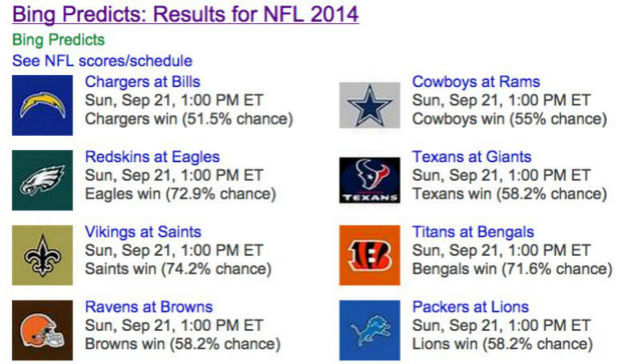 Bing Predicts: Results for NFL 2014
Bing Predicts
See NFL scores/schedule
Chargers at Bills
Sun, Sep 21, 1:00 PM ET
Chargers win (51.5% chance)
Cowboys at Rams
Sun, Sep 21, 1:00 PM ET
Cowboys win (55% chance)
Redskins at Eagles
Sun, Sep 21, 1:00 PM ET
Eagles win (72.9% chance)
TEXANS
Texans at Giants
Sun, Sep 21, 1:00 PM ET
Texans win (58.2% chance)
Vikings at Saints
Sun, Sep 21, 1:00 PM ET
Saints win (74.2% chance)
Titans at Bengals
Sun, Sep 21, 1:00 PM ET
Bengals win (71.6% chance)
Ravens at Browns
Sun, Sep 21, 1:00 PM ET
Browns win (58.2% chance)
Packers at Lions
Sun, Sep 21, 1:00 PM ET
Lions win (58.2% chance)